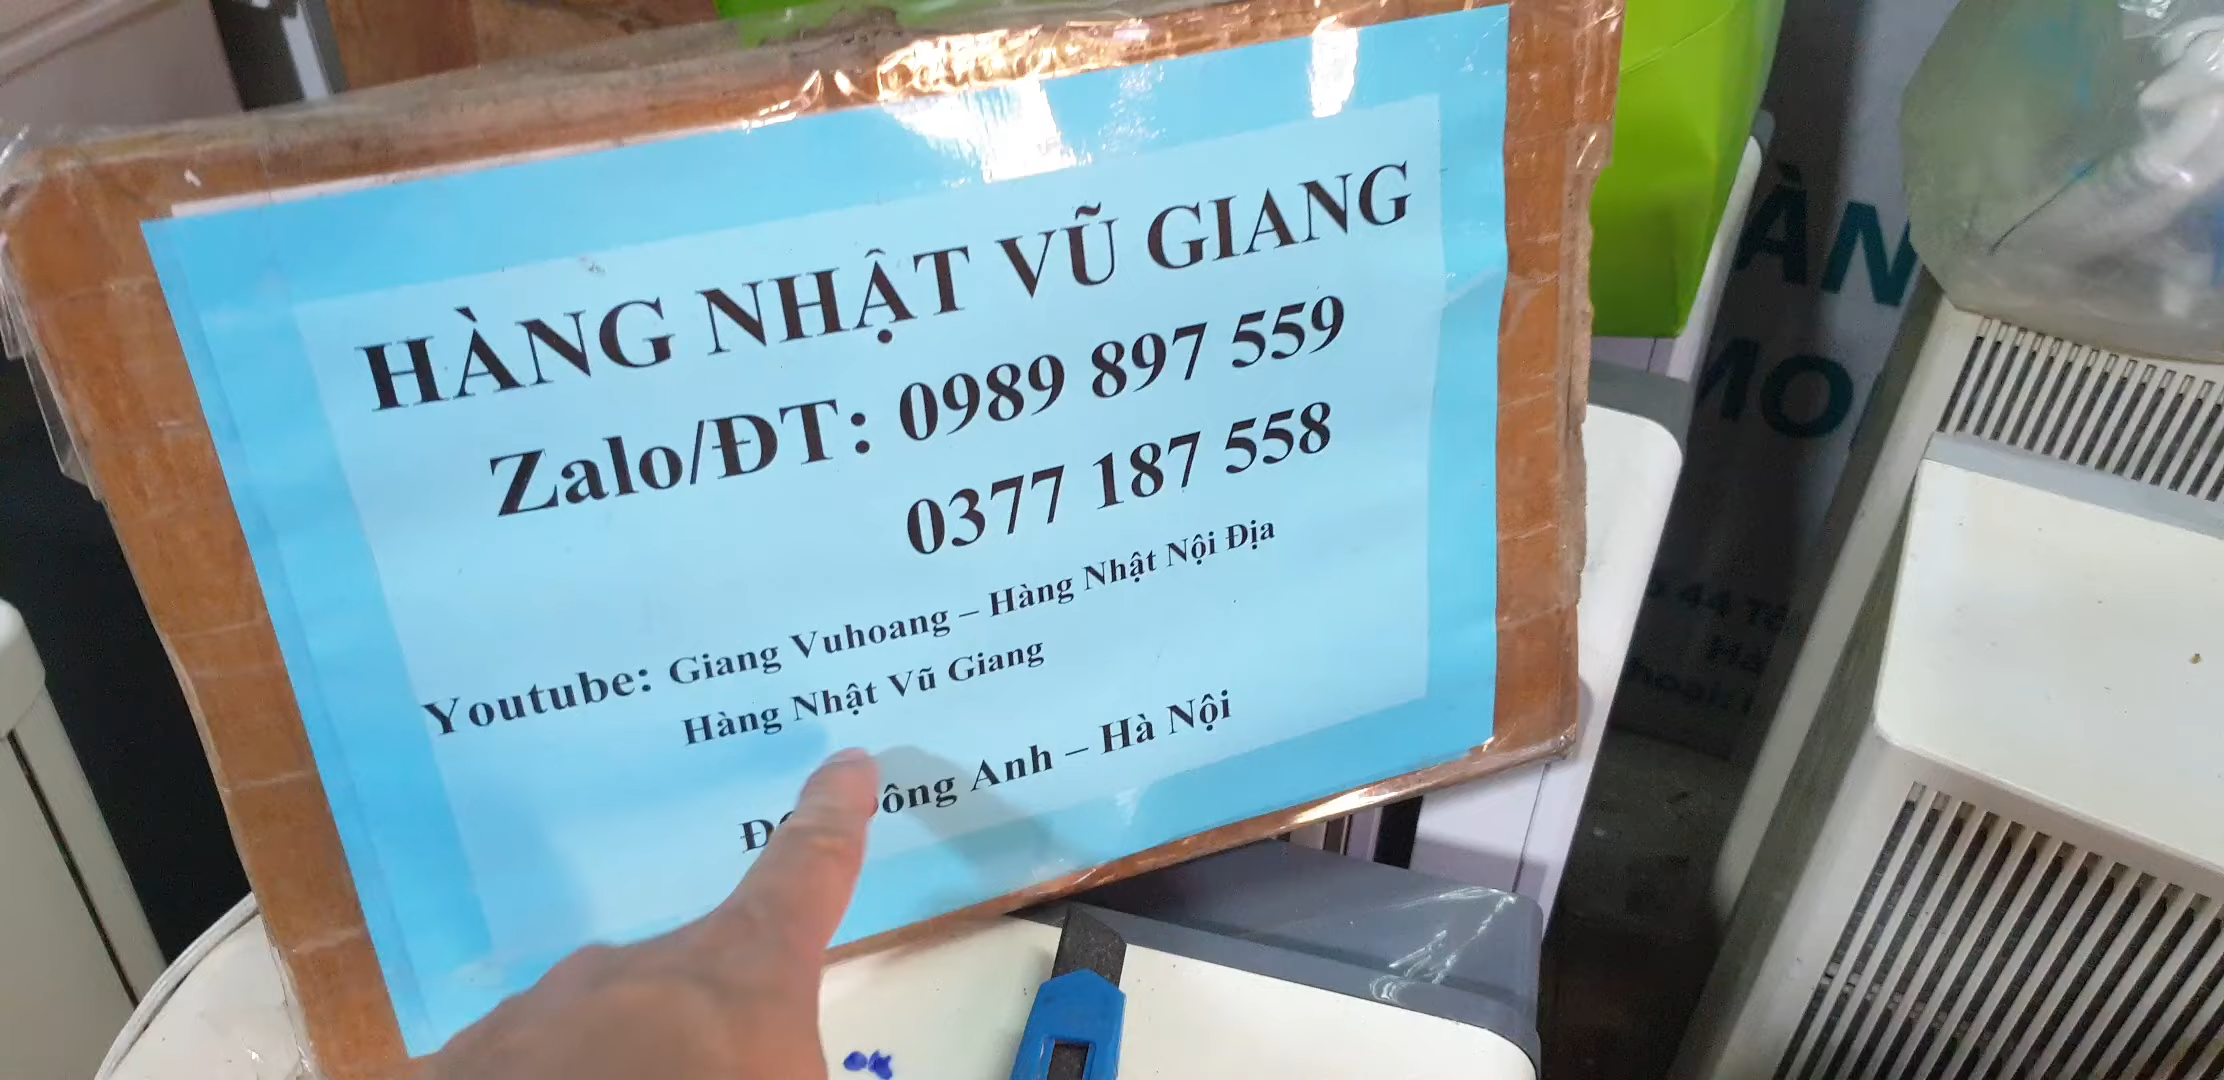 HÀNG NHẬT VŨ GIANG
Zalo/ĐT: 0989 897 559
0377 187 558
Youtube: Giang Vuhoang – Hàng Nhật Nội Địa
Hàng Nhật Vũ Giang
Anh – Hà Nội
ok